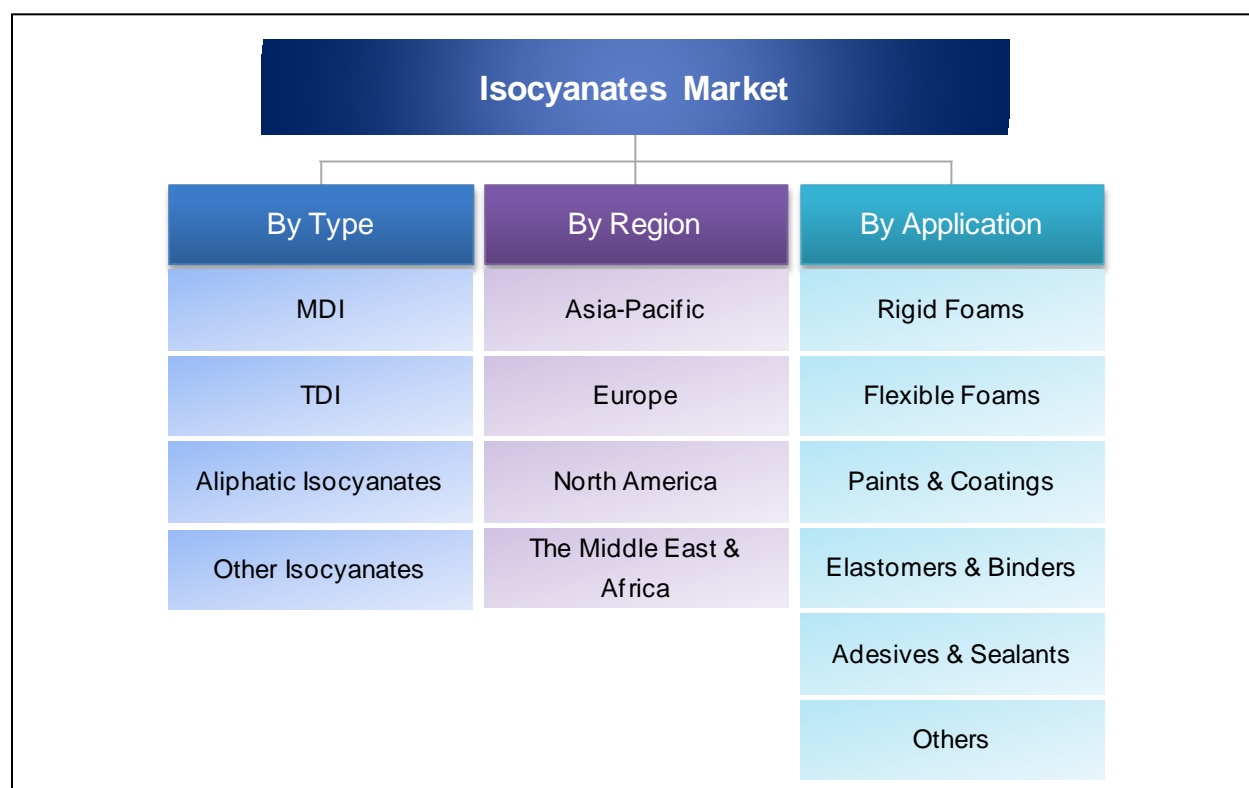 Isocyanates Market
By Type
By Region
By Application
MDI
Asia-Pacific
Rigid Foams
TDI
Europe
Flexible Foams
Aliphatic Isocyanates
North America
Paints & Coatings
Other Isocyanates
The Middle East &
Africa
Elastomers & Binders
Adesives & Sealants
Others